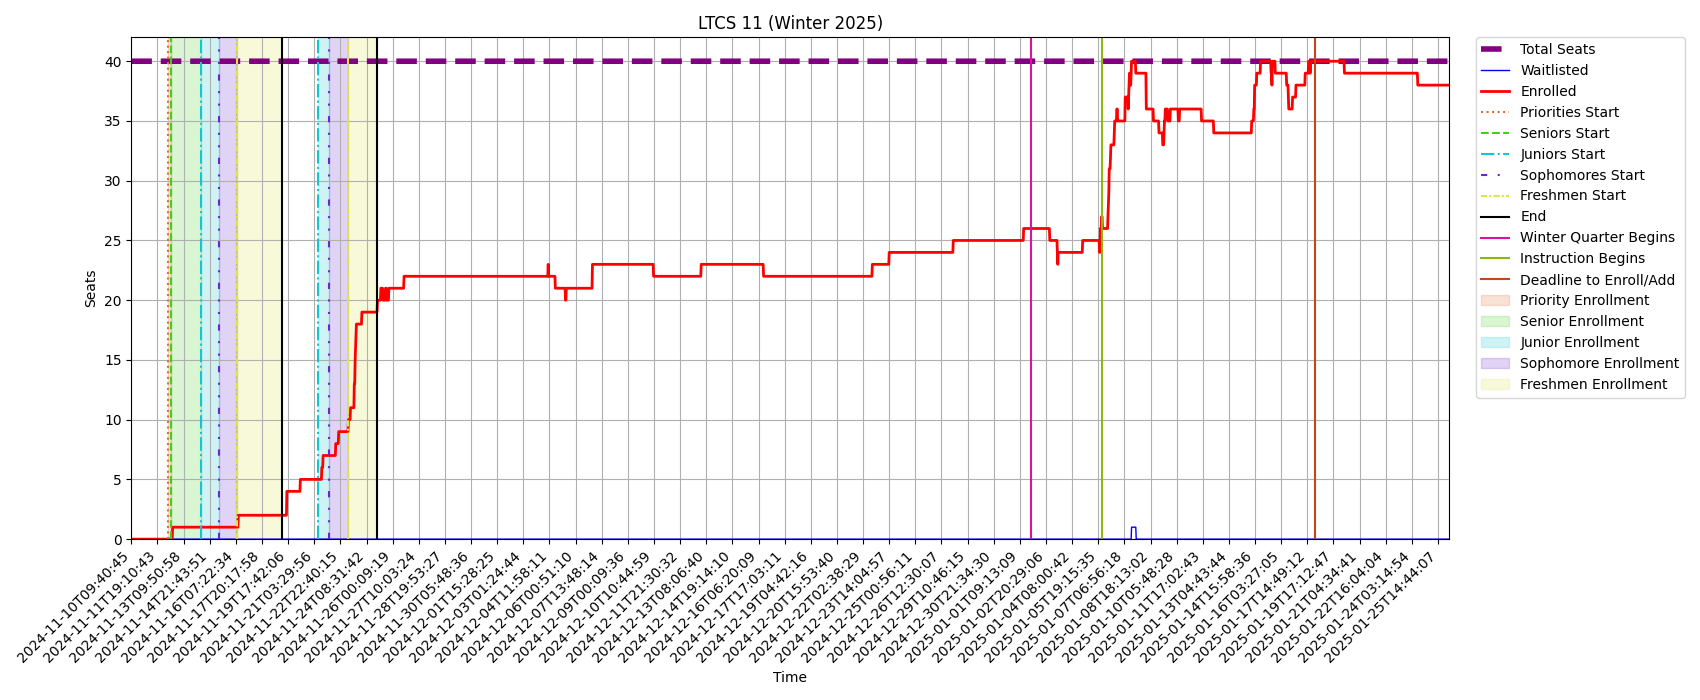 LTCS 11 (Winter 2025)
Seats
40
35
30
25
20
15
10
5
0
2024-11-10T09:40:45
2024-11-11T19:10:43
2024-11-13T09:50:58
2024-11-14T21:43:51
2024-11-16T07:22:34
2024-11-17T20:17:58
2024-11-19T17:42:06
2024-11-21T03:29:56
2024-11-22T22:40:15
2024-11-24T08:31:42
2024-11-26T00:09:19
2024-11-27T11:03:24
2024-11-28T19:53:27
2024-11-30T05:48:36
2024-12-01T15:28:25
2024-12-03T01:24:44
2024-12-04T11:58:11
2024-12-06T00:51:10
2024-12-07T13:48:14
2024-12-09T00:09:36
2024-12-10T10:44:59
2024-12-11T21:30:32
2024-12-13T08:06:40
2024-12-14T19:14:10
2024-12-16T06:20:09
2024-12-17T17:03:11
2024-12-19T04:42:16
2024-12-20T15:53:40
2024-12-22T02:38:29
2024-12-23T14:04:57
2024-12-25T00:56:11
2024-12-26T12:30:07
2024-12-29T10:46:15
2024-12-30T21:34:30
2025-01-01T09:13:09
2025-01-02T20:29:06
2025-01-04T08:00:42
2025-01-05T19:15:35
2025-01-07T06:56:18
2025-01-08T18:13:02
2025-01-10T05:48:28
2025-01-11T17:02:43
2025-01-13T04:43:44
2025-01-14T15:58:36
2025-01-16T03:27:05
2025-01-17T14:49:12
2025-01-19T17:12:47
2025-01-21T04:34:41
2025-01-22T16:04:04
2025-01-24T03:14:54
2025-01-25T14:44:07
Time
Total Seats
Waitlisted
Enrolled
Priorities Start
Seniors Start
Juniors Start
Sophomores Start
Freshmen Start
End
Winter Quarter Begins
Instruction Begins
Deadline to Enroll/Add
Priority Enrollment
Senior Enrollment
Junior Enrollment
Sophomore Enrollment
Freshmen Enrollment